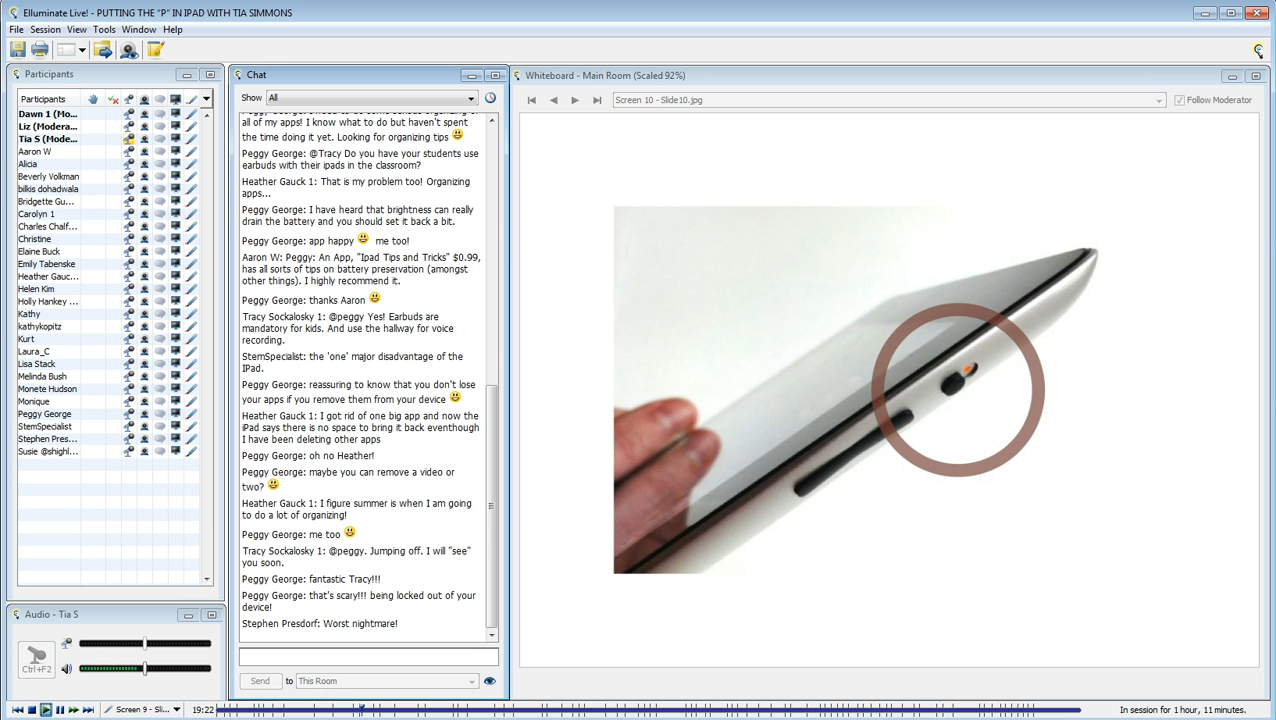 Elluminate Live! - PUTTING THE "P" IN IPAD WITH TIA SIMMONS
File Session View Tools Window Help
Participants
Participants
Dawn 1 (Mo...
Liz (Modera...
Tia S (Mode...
Aaron W
Alicia
Beverly Volkman
bilkis dohadwala
Bridgette Gu...
Carolyn 1
Charles Chalf...
Christine
Elaine Buck
Emily Tabenske
Heather Gauc...
Helen Kim
Holly Hankey ...
Kathy
kathykopitz
Kurt
Laura_C
Lisa Stack
Melinda Bush
Monete Hudson
Monique
Peggy George
StemSpecialist
Stephen Pres...
Susie @shighl...
Audio - Tia S
Ctrl+F2
Chat
Show All
all of my apps! I know what to do but haven't spent
the time doing it yet. Looking for organizing tips
Peggy George: @Tracy Do you have your students use
earbuds with their ipads in the classroom?
Heather Gauck 1: That is my problem too! Organizing
apps...
Peggy George: I have heard that brightness can really
drain the battery and you should set it back a bit.
Peggy George: app happy me too!
Aaron W: Peggy: An App, "Ipad Tips and Tricks" $0.99,
has all sorts of tips on battery preservation (amongst
other things). I highly recommend it.
Peggy George: thanks Aaron
Tracy Sockalosky 1: @peggy Yes! Earbuds are
mandatory for kids. And use the hallway for voice
recording.
StemSpecialist: the 'one' major disadvantage of the
IPad.
Peggy George: reassuring to know that you don't lose
your apps if you remove them from your device
Heather Gauck 1: I got rid of one big app and now the
iPad says there is no space to bring it back eventhough
I have been deleting other apps
Peggy George: oh no Heather!
Peggy George: maybe you can remove a video or
two?
Heather Gauck 1: I figure summer is when I am going
to do a lot of organizing!
Peggy George: me too
Tracy Sockalosky 1: @peggy. Jumping off. I will "see"
you soon.
Peggy George: fantastic Tracy!!!
Peggy George: that's scary!!! being locked out of your
device!
Stephen Presdorf: Worst nightmare!
Send to This Room
Whiteboard - Main Room (Scaled 92%)
Screen 10 - Slide10.jpg
Follow Moderator
Screen 9 - Sli...
19:22
In session for 1 hour, 11 minutes.